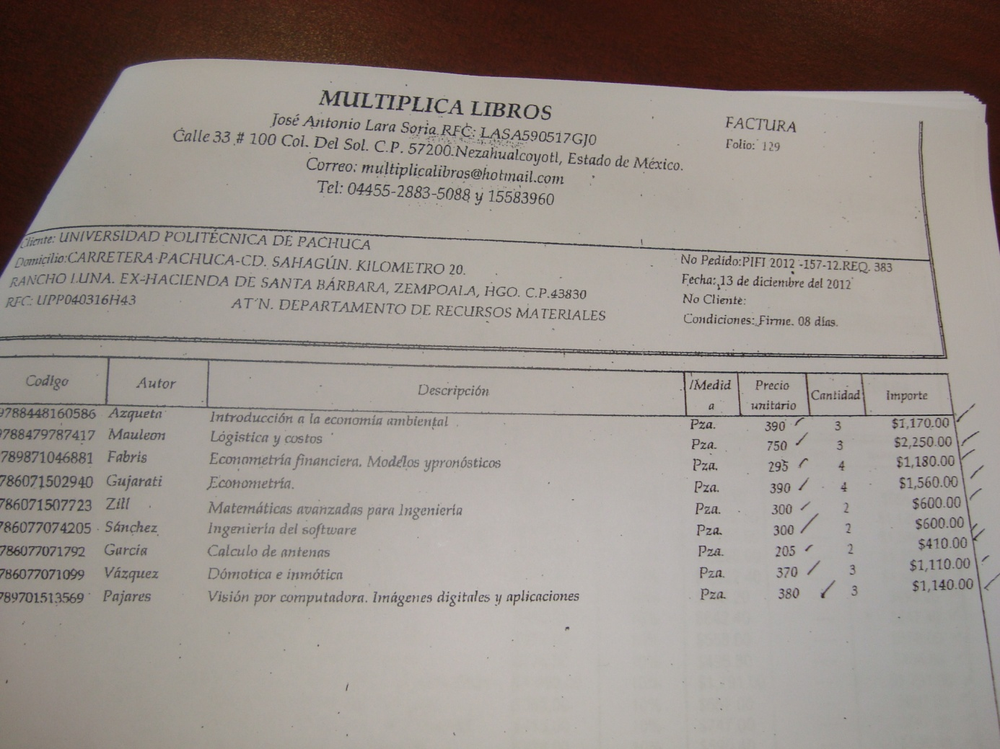 MULTIPLICA LIBROS
José Antonio Lara Soria RFC: LASA590517GJ0
Calle 33 # 100 Col. Del Sol. C.P. 57200.Nezahualcoyotl, Estado de México.
Correo: multiplicalibros@hotmail.com
Tel: 04455-2883-5088 y 15583960
FACTURA
Folio: 129
Cliente: UNIVERSIDAD POLITÉCNICA DE PACHUCA
Domicilio:CARRETERA PACHUCA-CD. SAHAGÚN. KILOMETRO 20.
RANCHO LUNA. EX-HACIENDA DE SANTA BÁRBARA, ZEMPOALA, HGO. C.P.43830
RFC: UPP040316H43 AT´N. DEPARTAMENTO DE RECURSOS MATERIALES
No Pedido:PIFI 2012 -157-12.REQ. 383
Fecha: 13 de diciembre del 2012
No Cliente:
Condiciones: Firme. 08 días.
Codigo Autor Descripción /Medida Precio unitario Cantidad Importe
9788448160586 Azqueta Introducción a la economía ambiental Pza. 390 3 $1,170.00
9788479787417 Mauleon Lógistica y costos Pza. 750 3 $2,250.00
789871046881 Fabris Econometría financiera. Modelos ypronósticos Pza. 295 4 $1,180.00
786071502940 Gujarati Econometría. Pza. 390 4 $1,560.00
786071507723 Zill Matemáticas avanzadas para Ingeniería Pza. 300 2 $600.00
786077074205 Sánchez Ingeniería del software Pza. 300 2 $600.00
786077071792 Garcia Calculo de antenas Pza. 205 2 $410.00
786077071099 Vázquez Dómotica e inmótica Pza. 370 3 $1,110.00
789701513569 Pajares Visión por computadora. Imágenes digitales y aplicaciones Pza. 380 3 $1,140.00